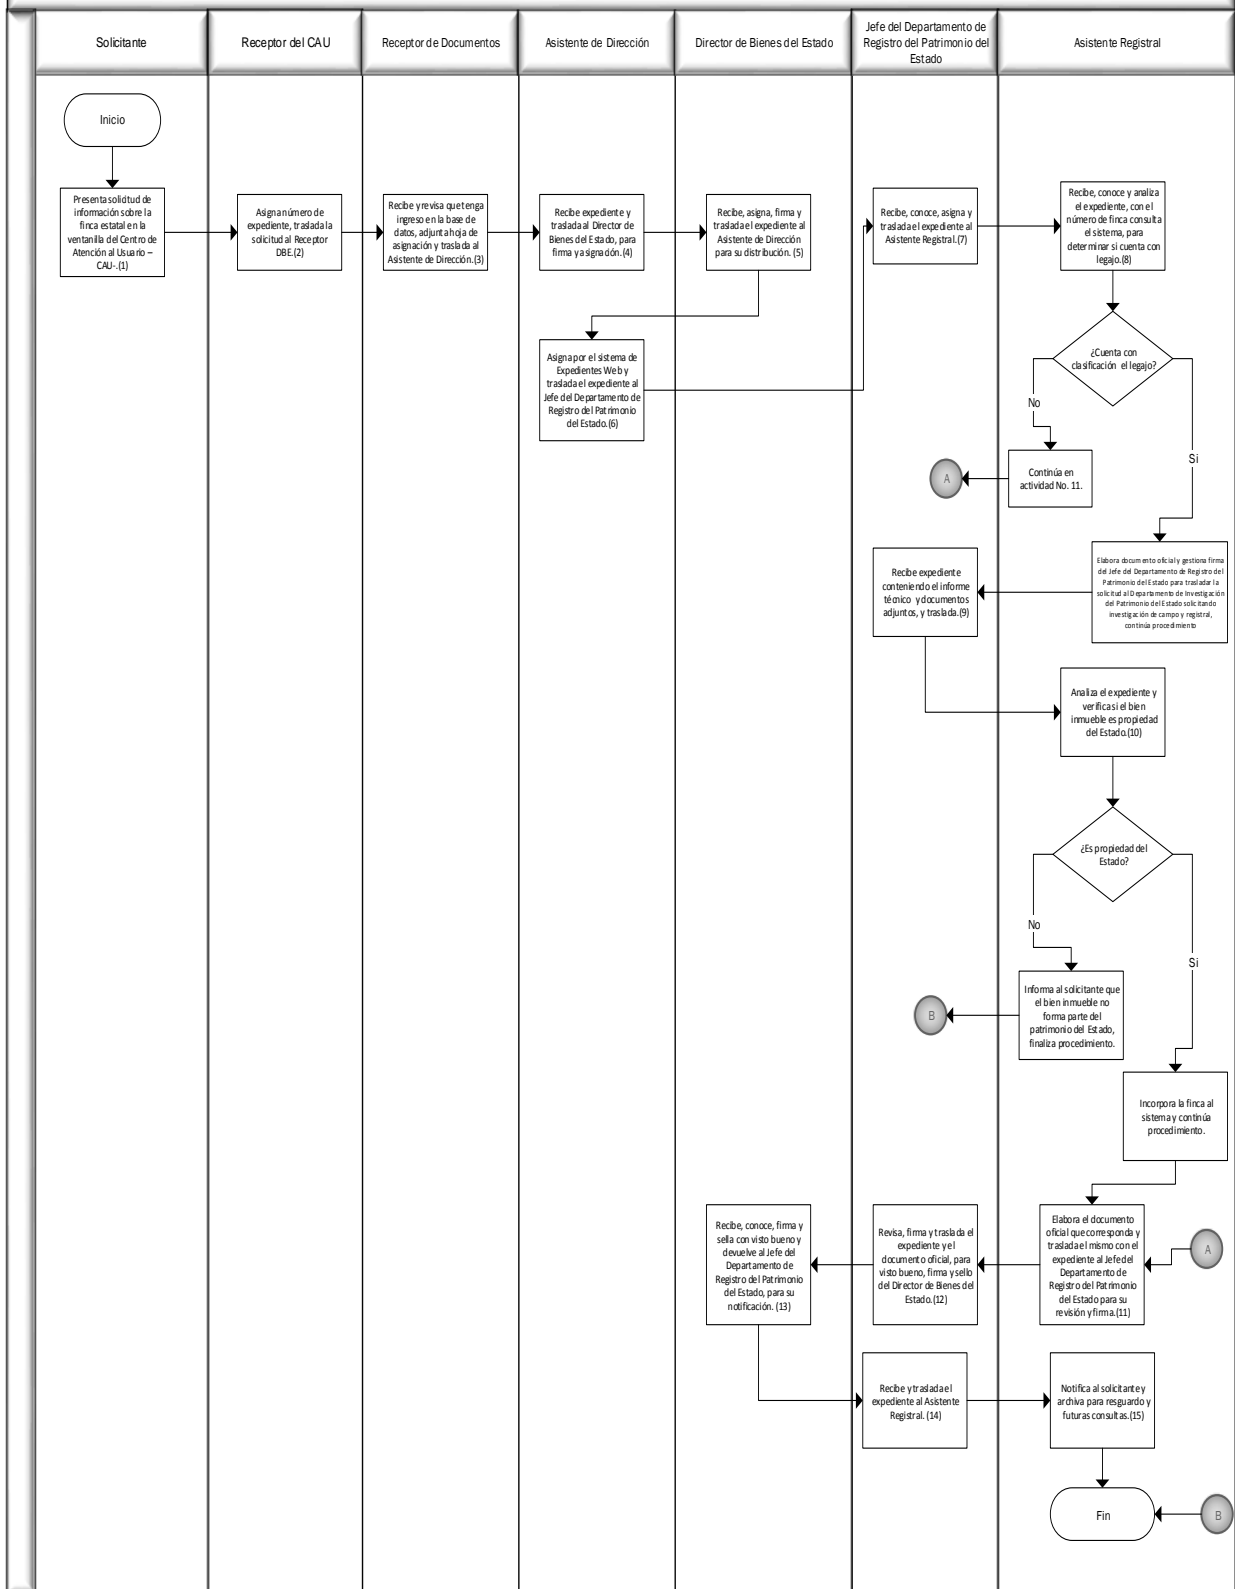 Solicitante
Receptor del CAU
Receptor de Documentos
Asistente de Dirección
Director de Bienes del Estado
Jefe del Departamento de
Registro del Patrimonio del
Estado
Asistente Registral
Inicio
Presenta solicitud de
información sobre la
finca estatal en la
ventanilla del Centro de
Atención al Usuario –
CAU-.(1)
Asigna número de
expediente, traslada la
solicitud al Receptor
DBE.(2)
Recibe y revisa que tenga
ingreso en la base de
datos, adjunta hoja de
asignación y traslada al
Asistente de Dirección.(3)
Recibe expediente y
traslada al Director de
Bienes del Estado, para
firma y asignación.(4)
Recibe, asigna, firma y
traslada el expediente al
Asistente de Dirección
para su distribución. (5)
Asigna por el sistema de
Expedientes Web y
traslada el expediente al
Jefe del Departamento de
Registro del Patrimonio
del Estado.(6)
Recibe, conoce, asigna y
traslada el expediente al
Asistente Registral.(7)
Recibe, conoce y analiza
el expediente, con el
número de finca consulta
el sistema, para
determinar si cuenta con
legajo.(8)
¿Cuenta con
clasificación el legajo?
No
Si
Continúa en
actividad No. 11.
A
Elabora documento oficial y gestiona firma
del Jefe del Departamento de Registro del
Patrimonio del Estado para trasladar la
solicitud al Departamento de Investigación
del Patrimonio del Estado solicitando
investigación de campo y registral,
continúa procedimiento
Recibe expediente
conteniendo el informe
técnico y documentos
adjuntos, y traslada.(9)
Analiza el expediente y
verifica si el bien
inmueble es propiedad
del Estado.(10)
¿Es propiedad del
Estado?
No
Si
Informa al solicitante que
el bien inmueble no
forma parte del
patrimonio del Estado,
finaliza procedimiento.
B
Incorpora la finca al
sistema y continúa
procedimiento.
Elabora el documento
oficial que corresponda y
traslada el mismo con el
expediente al Jefe del
Departamento de
Registro del Patrimonio
del Estado para su
revisión y firma.(11)
A
Revisa, firma y traslada el
expediente y el
documento oficial, para
visto bueno, firma y sello
del Director de Bienes del
Estado.(12)
Recibe, conoce, firma y
sella con visto bueno y
devuelve al Jefe del
Departamento de
Registro del Patrimonio
del Estado, para su
notificación. (13)
Recibe y traslada el
expediente al Asistente
Registral. (14)
Notifica al solicitante y
archiva para resguardo y
futuras consultas.(15)
Fin
B